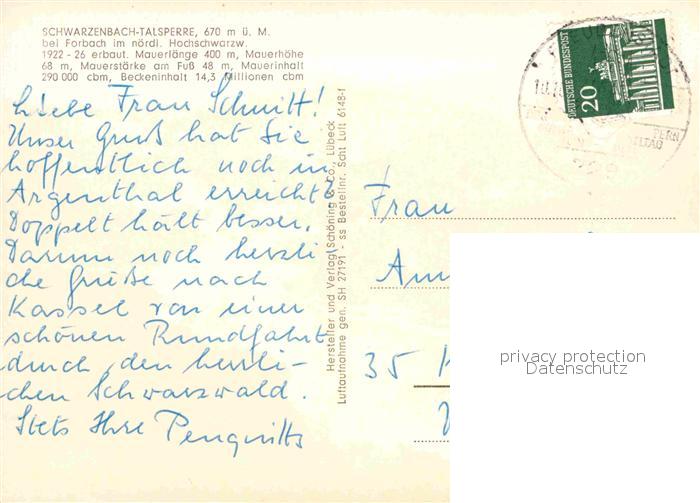 SCHWARZENBACH-TALSPERRE, 670 m ü. M.
bei Forbach im nördl. Hochschwarzw.
1922 - 26 erbaut. Mauerlänge 400 m, Mauerhöhe
68 m, Mauerstärke am Fuß 48 m, Mauerinhalt
290 000 cbm, Beckeninhalt 14,3 Millionen cbm
Liebe Frau Schmitt!
Unser Gruß hat Sie
hoffentlich noch in
Argenthal erreicht?
Doppelt hält besser.
Darum noch herzli-
che Grüße nach
Kassel von einer
schönen Rundfahrt
durch den herrli-
chen Schwarzwald.
Stets Ihre
Hersteller und Verlag: Schöning & Co., Lübeck
Luftaufnahme gen. SH 27191 - ss Bestellnr. Scht Luft 6148-f
DEUTSCHE BUNDESPOST
20
Frau
35
privacy protection
Datenschutz